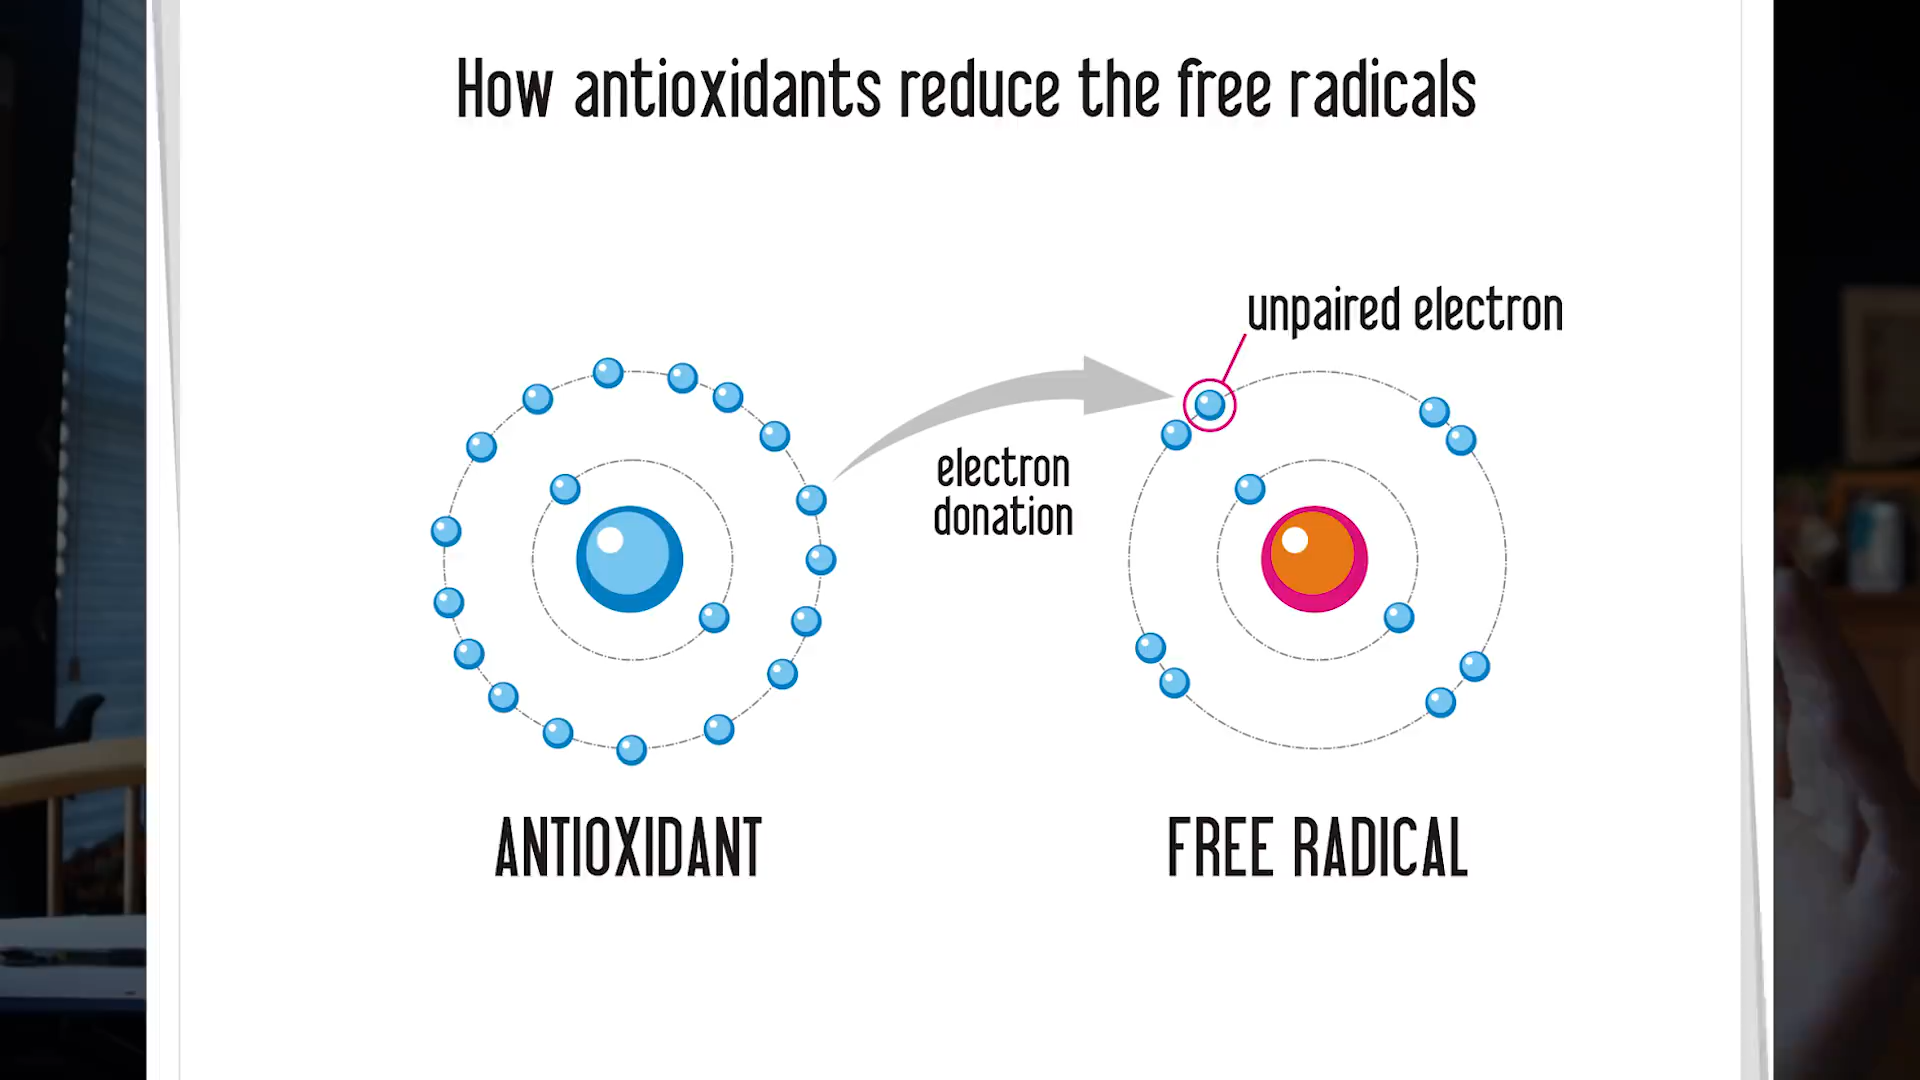 How antioxidants reduce the free radicals
unpaired electron
electron
donation
ANTIOXIDANT
FREE RADICAL